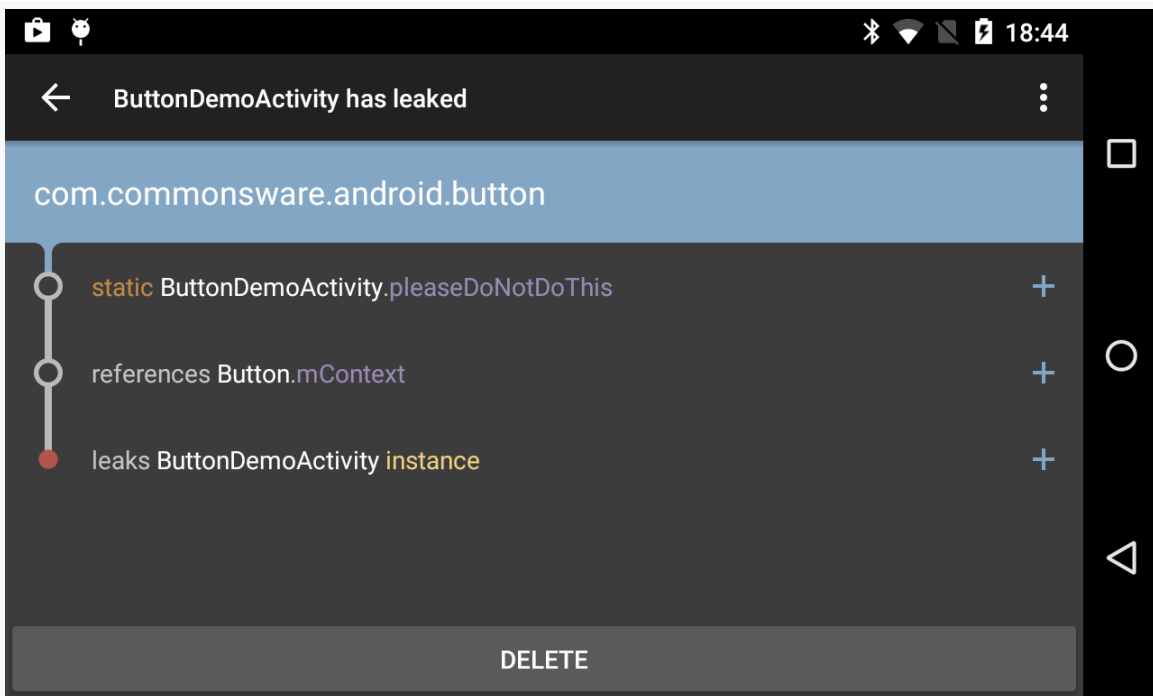 18:44
ButtonDemoActivity has leaked
com.commonsware.android.button
static ButtonDemoActivity.pleaseDoNotDoThis
references Button.mContext
leaks ButtonDemoActivity instance
DELETE